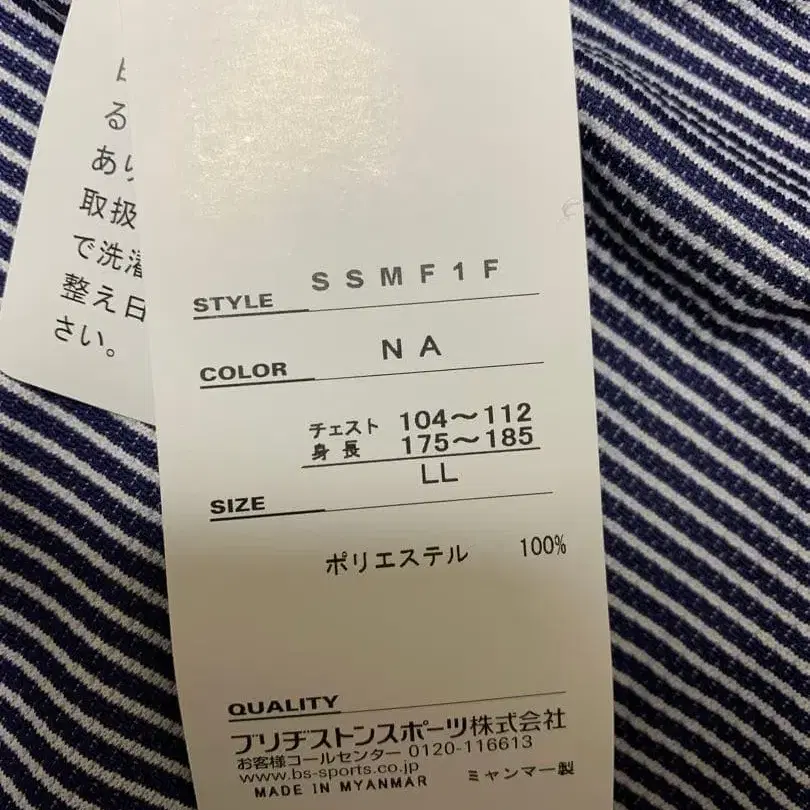 る
あり
取扱
で洗濯
整え日
さい。
STYLE SSMF1F
COLOR NA
チェスト 104〜112
身長 175〜185
LL
SIZE
ポリエステル 100%
QUALITY
ブリヂストンスポーツ株式会社
お客様コールセンター 0120-116613
www.bs-sports.co.jp
MADE IN MYANMAR ミャンマー製